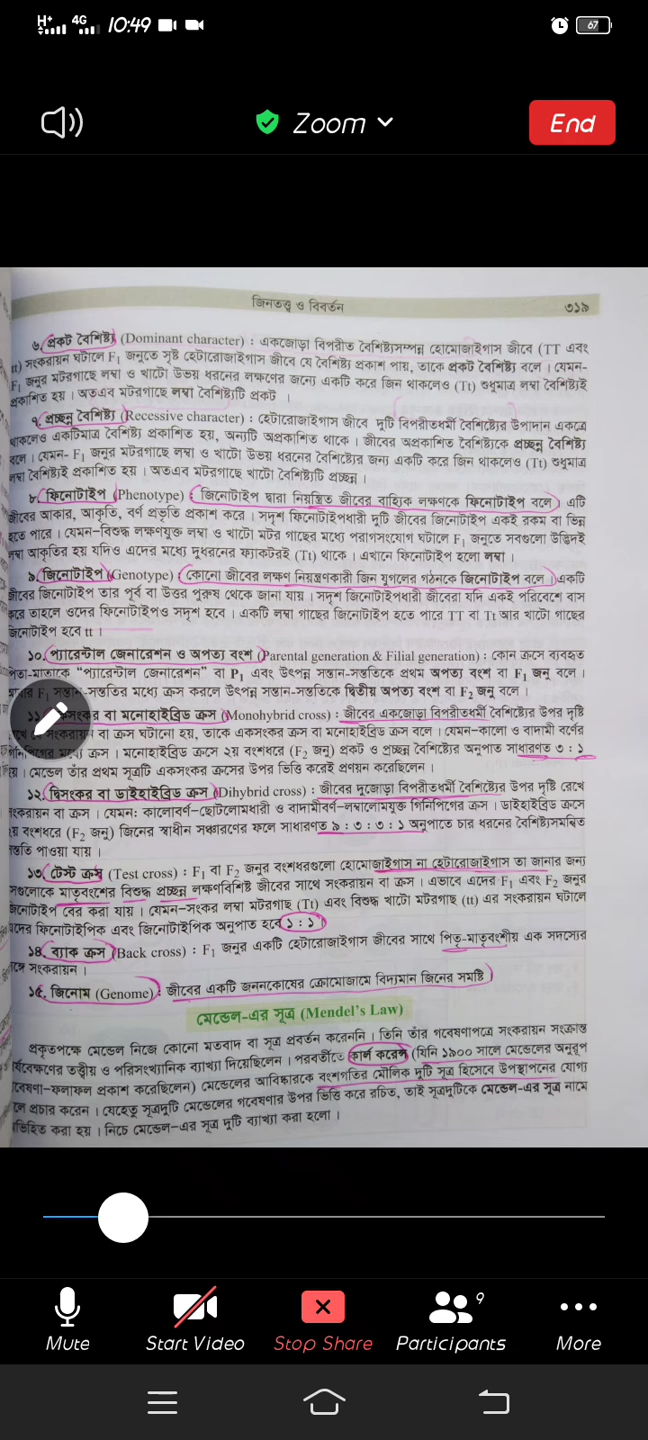 H+ 4G 10:49 67
Zoom
End
জিনতত্ত্ব ও বিবর্তন ৩১৯
৬. প্রকট বৈশিষ্ট্য (Dominant character) : একজোড়া বিপরীত বৈশিষ্ট্যসম্পন্ন হোমোজাইগাস জীবে (TT এবং
tt) সংকরায়ন ঘটালে F₁ জনুতে সৃষ্ট হেটারোজাইগাস জীবে যে বৈশিষ্ট্য প্রকাশ পায়, তাকে প্রকট বৈশিষ্ট্য বলে । যেমন-
F₁ জনুর মটরগাছে লম্বা ও খাটো উভয় ধরনের লক্ষণের জন্যে একটি করে জিন থাকলেও (Tt) শুধুমাত্র লম্বা বৈশিষ্ট্যই
প্রকাশিত হয় । অতএব মটরগাছে লম্বা বৈশিষ্ট্যটি প্রকট ।
৭. প্রচ্ছন্ন বৈশিষ্ট্য (Recessive character) : হেটারোজাইগাস জীবে দুটি বিপরীতধর্মী বৈশিষ্ট্যের উপাদান একত্রে
থাকলেও একটিমাত্র বৈশিষ্ট্য প্রকাশিত হয়, অন্যটি অপ্রকাশিত থাকে । জীবের অপ্রকাশিত বৈশিষ্ট্যকে প্রচ্ছন্ন বৈশিষ্ট্য
বলে । যেমন- F₁ জনুর মটরগাছে লম্বা ও খাটো উভয় ধরনের বৈশিষ্ট্যের জন্য একটি করে জিন থাকলেও (Tt) শুধুমাত্র
লম্বা বৈশিষ্ট্যই প্রকাশিত হয় । অতএব মটরগাছে খাটো বৈশিষ্ট্যটি প্রচ্ছন্ন ।
৮. ফিনোটাইপ (Phenotype) : জিনোটাইপ দ্বারা নিয়ন্ত্রিত জীবের বাহ্যিক লক্ষণকে ফিনোটাইপ বলে । এটি
জীবের আকার, আকৃতি, বর্ণ প্রভৃতি প্রকাশ করে । সদৃশ ফিনোটাইপধারী দুটি জীবের জিনোটাইপ একই রকম বা ভিন্ন
হতে পারে । যেমন-বিশুদ্ধ লক্ষণযুক্ত লম্বা ও খাটো মটর গাছের মধ্যে পরাগসংযোগ ঘটালে F₁ জনুতে সবগুলো উদ্ভিদই
লম্বা আকৃতির হয় যদিও এদের মধ্যে দুধরনের ফ্যাকটরই (Tt) থাকে । এখানে ফিনোটাইপ হলো লম্বা ।
৯. জিনোটাইপ (Genotype) : কোনো জীবের লক্ষণ নিয়ন্ত্রণকারী জিন যুগলের গঠনকে জিনোটাইপ বলে । একটি
জীবের জিনোটাইপ তার পূর্ব বা উত্তর পুরুষ থেকে জানা যায় । সদৃশ জিনোটাইপধারী জীবেরা যদি একই পরিবেশে বাস
করে তাহলে ওদের ফিনোটাইপও সদৃশ হবে । একটি লম্বা গাছের জিনোটাইপ হতে পারে TT বা Tt আর খাটো গাছের
জিনোটাইপ হবে tt ।
১০. প্যারেন্টাল জেনারেশন ও অপত্য বংশ (Parental generation & Filial generation) : কোন ক্রসে ব্যবহৃত
পিতা-মাতাকে “প্যারেন্টাল জেনারেশন” বা P₁ এবং উৎপন্ন সন্তান-সন্ততিকে প্রথম অপত্য বংশ বা F₁ জনু বলে ।
F₁ সন্তান-সন্ততির মধ্যে ক্রস করলে উৎপন্ন সন্তান-সন্ততিকে দ্বিতীয় অপত্য বংশ বা F₂ জনু বলে ।
বা মনোহাইব্রিড ক্রস (Monohybrid cross) : জীবের একজোড়া বিপরীতধর্মী বৈশিষ্ট্যের উপর দৃষ্টি
বা ক্রস ঘটানো হয়, তাকে একসংকর ক্রস বা মনোহাইব্রিড ক্রস বলে । যেমন-কালো ও বাদামী বর্ণের
গিনিপিগের মধ্যে ক্রস । মনোহাইব্রিড ক্রসে ২য় বংশধরে (F₂ জনু) প্রকট ও প্রচ্ছন্ন বৈশিষ্ট্যের অনুপাত সাধারণত ৩ : ১
হয় । মেন্ডেল তাঁর প্রথম সূত্রটি একসংকর ক্রসের উপর ভিত্তি করেই প্রণয়ন করেছিলেন ।
১২. দ্বিসংকর বা ডাইহাইব্রিড ক্রস (Dihybrid cross) : জীবের দুজোড়া বিপরীতধর্মী বৈশিষ্ট্যের উপর দৃষ্টি রেখে
সংকরায়ন বা ক্রস । যেমন: কালোবর্ণ-ছোটলোমধারী ও বাদামীবর্ণ-লম্বালোমযুক্ত গিনিপিগের ক্রস । ডাইহাইব্রিড ক্রসে
২য় বংশধরে (F₂ জনু) জিনের স্বাধীন সঞ্চারণের ফলে সাধারণত ৯ : ৩ : ৩ : ১ অনুপাতে চার ধরনের বৈশিষ্ট্যসমন্বিত
সন্ততি পাওয়া যায় ।
১৩. টেস্ট ক্রস (Test cross) : F₁ বা F₂ জনুর বংশধরগুলো হোমোজাইগাস না হেটারোজাইগাস তা জানার জন্য
সেগুলোকে মাতৃবংশের বিশুদ্ধ প্রচ্ছন্ন লক্ষণবিশিষ্ট জীবের সাথে সংকরায়ন বা ক্রস । এভাবে এদের F₁ এবং F₂ জনুর
জিনোটাইপ বের করা যায় । যেমন-সংকর লম্বা মটরগাছ (Tt) এবং বিশুদ্ধ খাটো মটরগাছ (tt) এর সংকরায়ন ঘটালে
এদের ফিনোটাইপিক এবং জিনোটাইপিক অনুপাত হবে ১ : ১ ।
১৪. ব্যাক ক্রস (Back cross) : F₁ জনুর একটি হেটারোজাইগাস জীবের সাথে পিতৃ-মাতৃবংশীয় এক সদস্যের
সঙ্গে সংকরায়ন ।
১৫. জিনোম (Genome) : জীবের একটি জননকোষের ক্রোমোজোমে বিদ্যমান জিনের সমষ্টি
মেন্ডেল-এর সূত্র (Mendel's Law)
প্রকৃতপক্ষে মেন্ডেল নিজে কোনো মতবাদ বা সূত্র প্রবর্তন করেননি । তিনি তাঁর গবেষণাপত্রে সংকরায়ন সংক্রান্ত
পর্যবেক্ষণের তত্ত্বীয় ও পরিসংখ্যানিক ব্যাখ্যা দিয়েছিলেন । পরবর্তীতে কার্ল করেন্স (যিনি ১৯০০ সালে মেন্ডেলের অনুরূপ
গবেষণা-ফলাফল প্রকাশ করেছিলেন) মেন্ডেলের আবিষ্কারকে বংশগতির মৌলিক দুটি সূত্র হিসেবে উপস্থাপনের যোগ্য
বলে প্রচার করেন । যেহেতু সূত্রদুটি মেন্ডেলের গবেষণার উপর ভিত্তি করে রচিত, তাই সূত্রদুটিকে মেন্ডেল-এর সূত্র নামে
অভিহিত করা হয় । নিচে মেন্ডেল-এর সূত্র দুটি ব্যাখ্যা করা হলো ।
9
Mute Start Video Stop Share Participants More